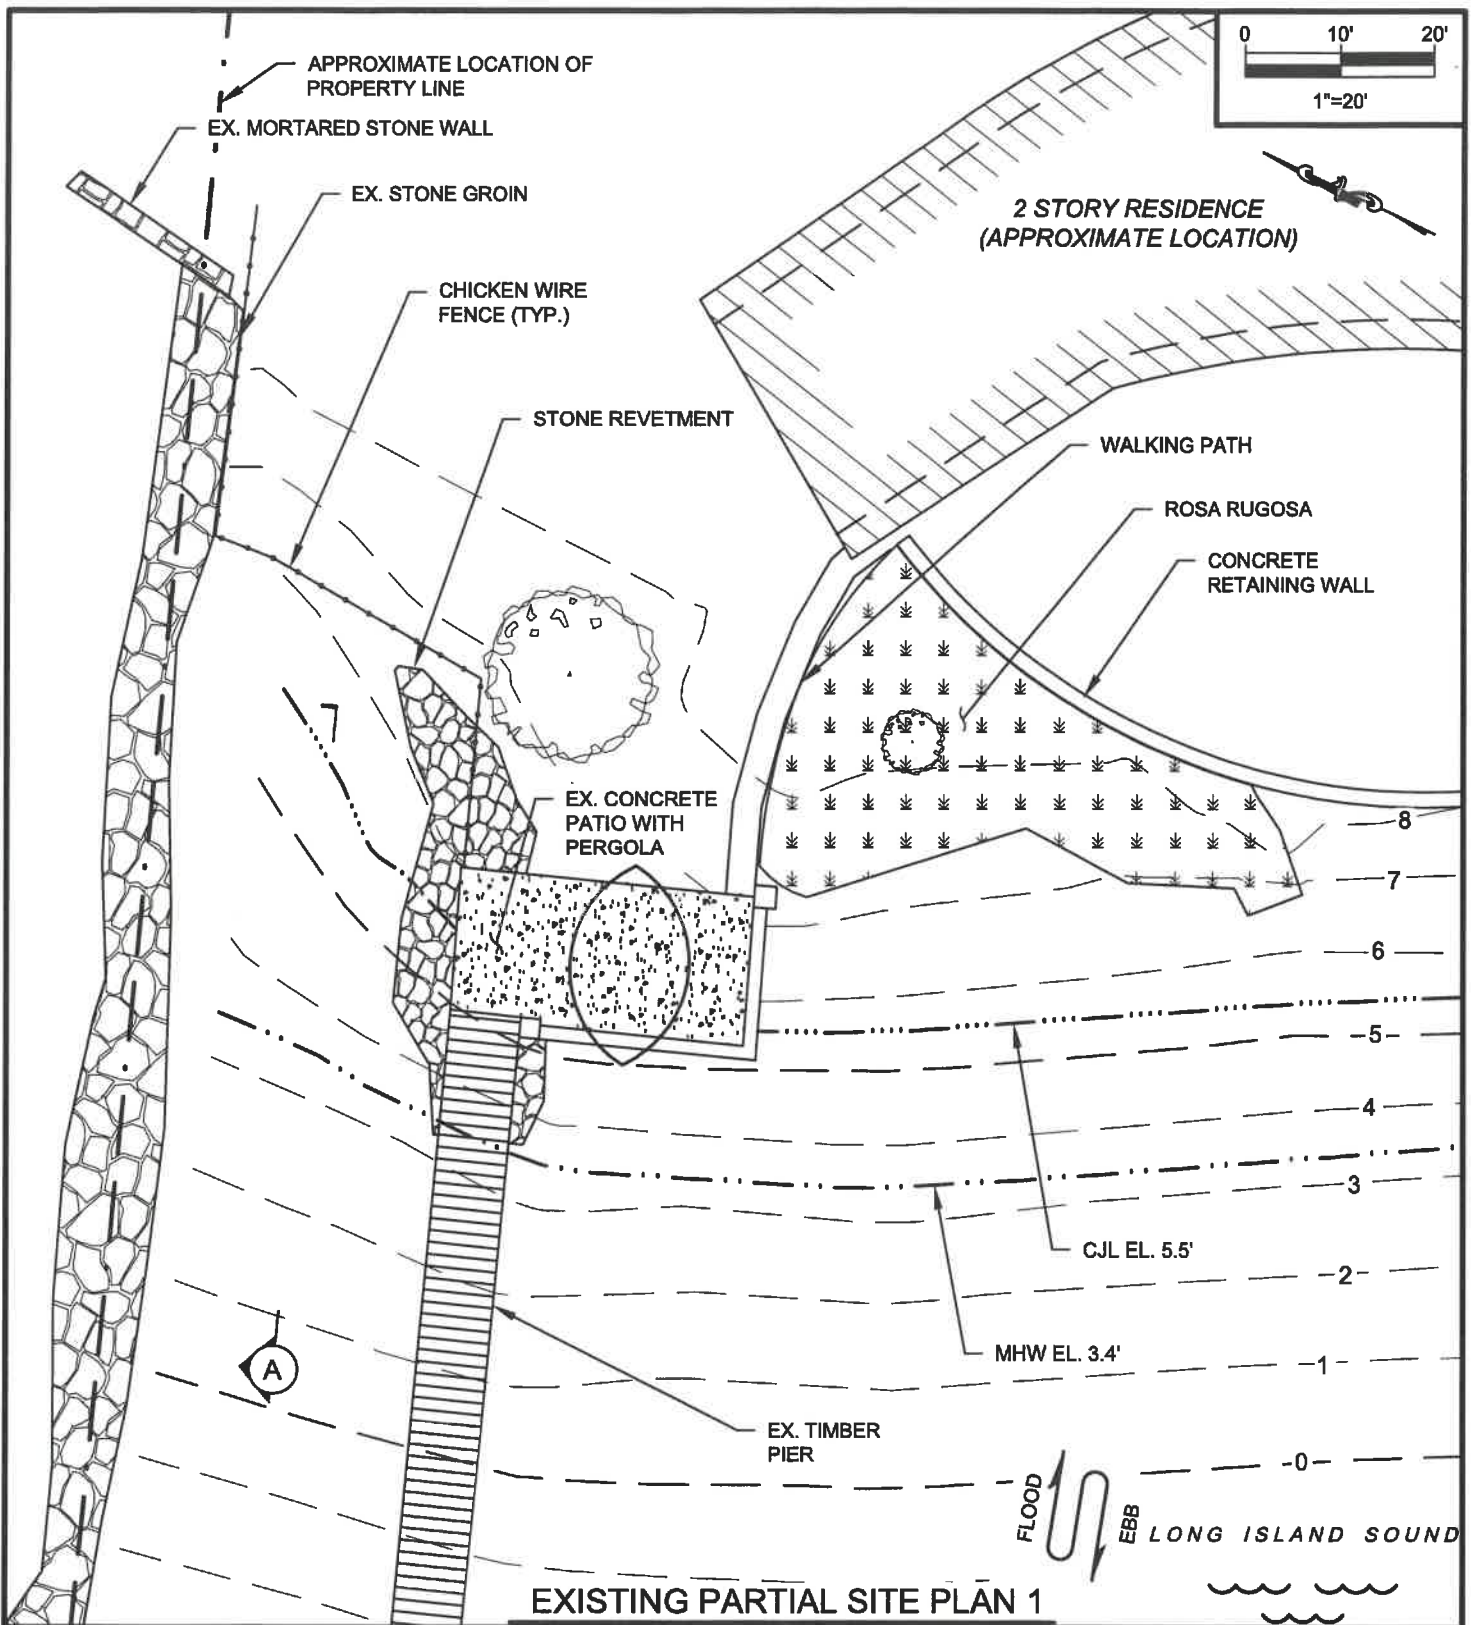 0 10' 20'
1"=20'
APPROXIMATE LOCATION OF
PROPERTY LINE
EX. MORTARED STONE WALL
EX. STONE GROIN
2 STORY RESIDENCE
(APPROXIMATE LOCATION)
CHICKEN WIRE
FENCE (TYP.)
STONE REVETMENT
WALKING PATH
ROSA RUGOSA
CONCRETE
RETAINING WALL
7
EX. CONCRETE
PATIO WITH
PERGOLA
8
7
6
5
4
3
CJL EL. 5.5'
2
MHW EL. 3.4'
1
A
EX. TIMBER
PIER
0
FLOOD
EBB
LONG ISLAND SOUND
EXISTING PARTIAL SITE PLAN 1